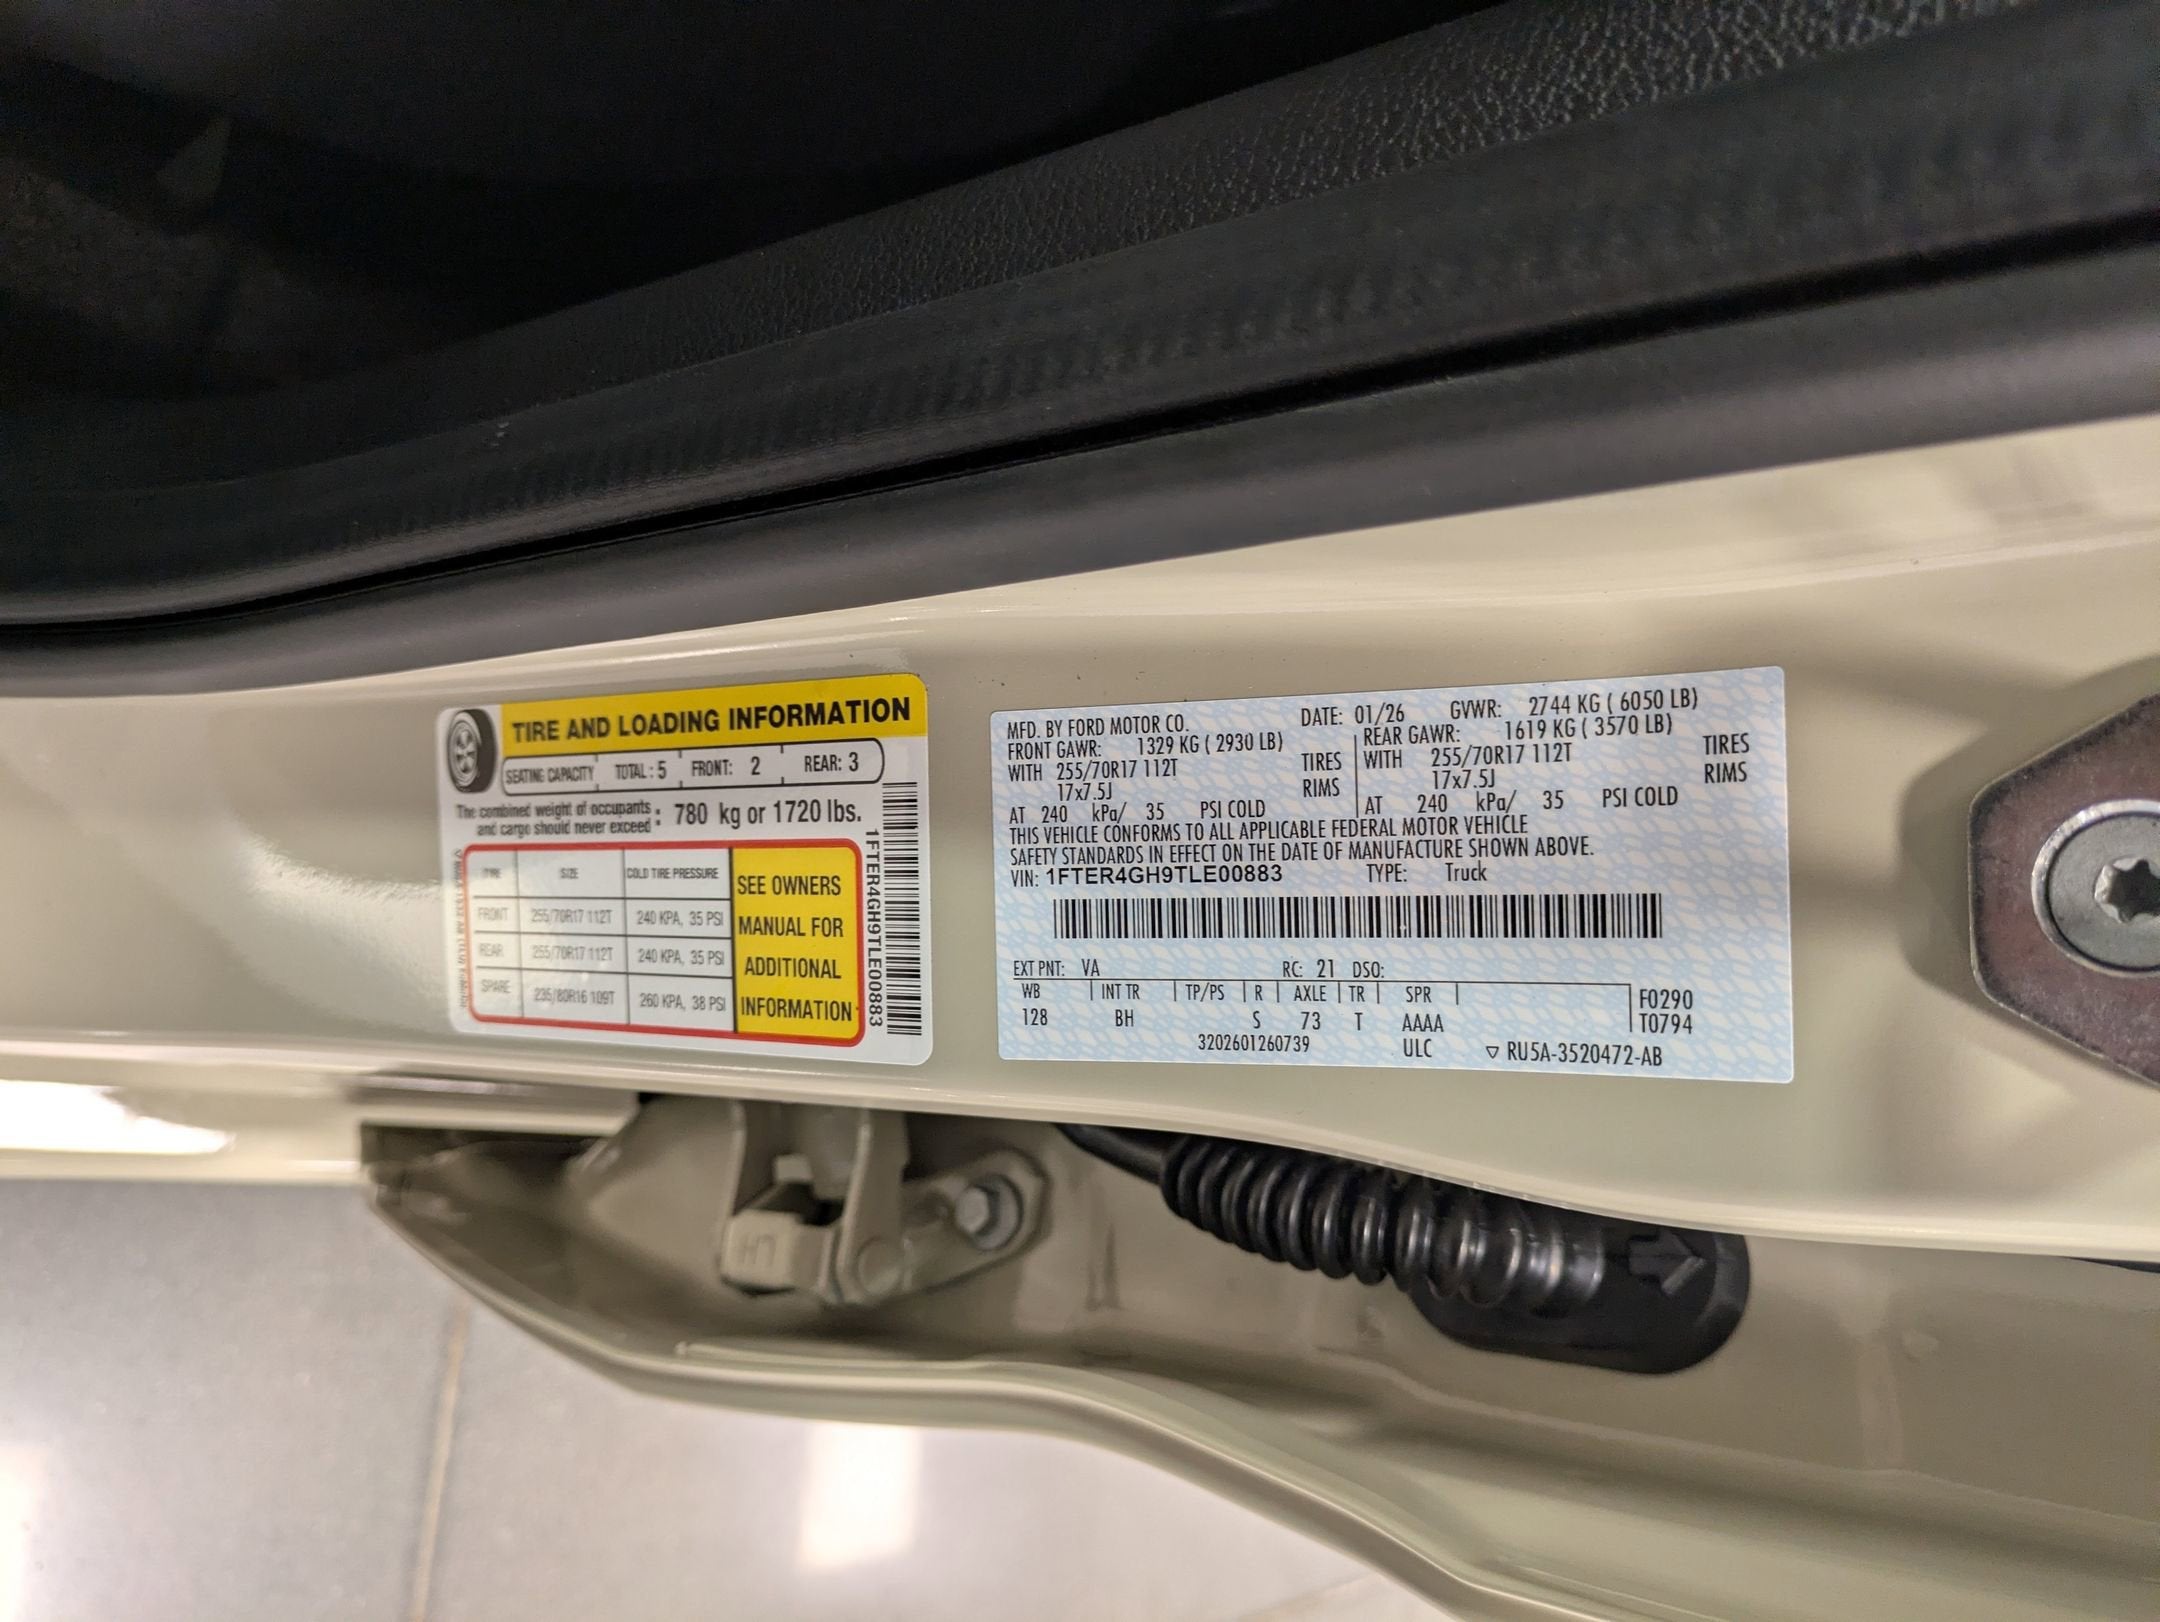 TIRE AND LOADING INFORMATION
SEATING CAPACITY TOTAL : 5 FRONT: 2 REAR: 3
The combined weight of occupants and cargo should never exceed : 780 kg or 1720 lbs.
TIRE SIZE COLD TIRE PRESSURE
FRONT 255/70R17 112T 240 KPA, 35 PSI
REAR 255/70R17 112T 240 KPA, 35 PSI
SPARE 235/80R16 109T 260 KPA, 38 PSI
SEE OWNERS
MANUAL FOR
ADDITIONAL
INFORMATION
1FTER4GH9TLE00883
MFD. BY FORD MOTOR CO. DATE: 01/26 GVWR: 2744 KG ( 6050 LB)
FRONT GAWR: 1329 KG ( 2930 LB) REAR GAWR: 1619 KG ( 3570 LB)
WITH 255/70R17 112T TIRES WITH 255/70R17 112T TIRES
17x7.5J RIMS 17x7.5J RIMS
AT 240 kPa/ 35 PSI COLD AT 240 kPa/ 35 PSI COLD
THIS VEHICLE CONFORMS TO ALL APPLICABLE FEDERAL MOTOR VEHICLE
SAFETY STANDARDS IN EFFECT ON THE DATE OF MANUFACTURE SHOWN ABOVE.
VIN: 1FTER4GH9TLE00883 TYPE: Truck
EXT PNT: VA RC: 21 DSO:
WB INT TR TP/PS R AXLE TR SPR F0290
128 BH S 73 T AAAA T0794
3202601260739 ULC RU5A-3520472-AB